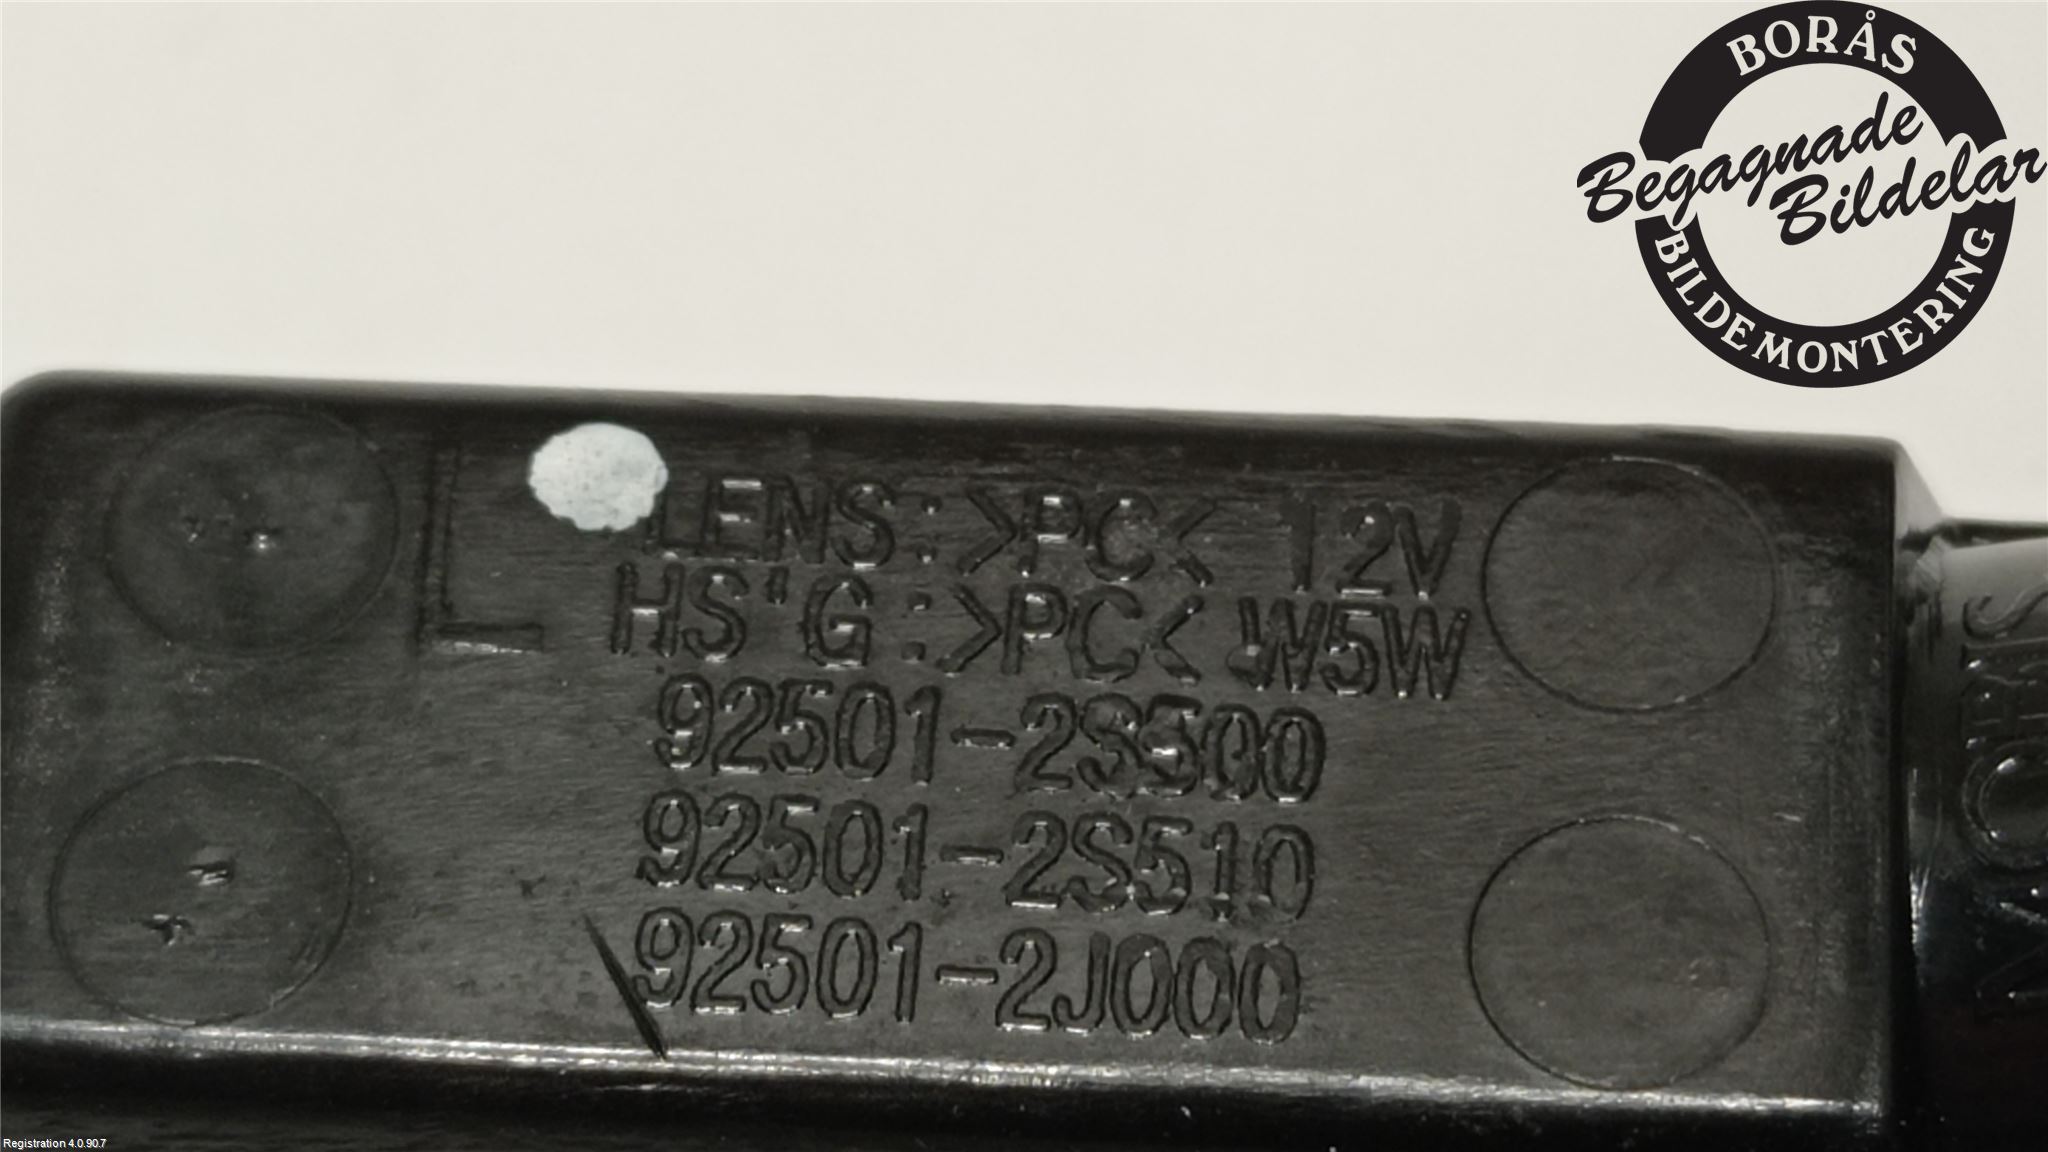 BORÅS
Begagnade
Bildelar
BILDEMONTERING
L
LENS:>PC< 12V
HS'G:>PC< W5W
92501-2S500
92501-2S510
92501-2J000
Registration 4.0.90.7